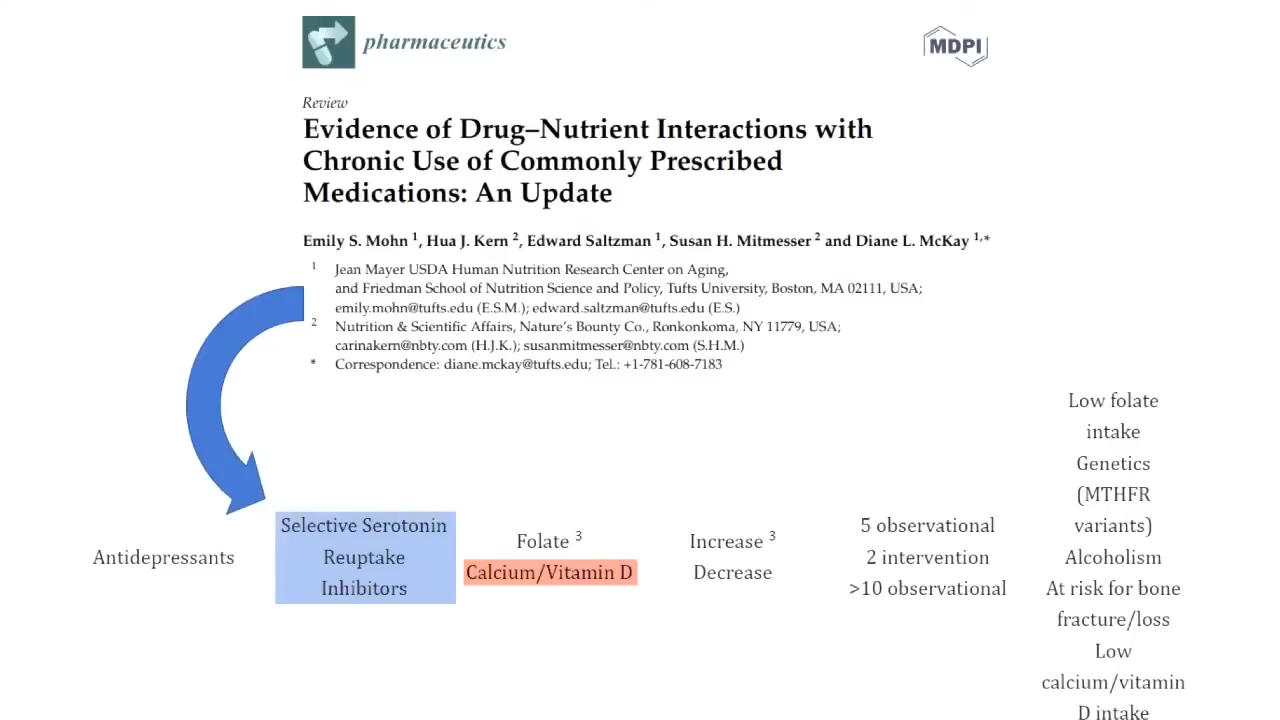 pharmaceutics
MDPI
Review
Evidence of Drug–Nutrient Interactions with
Chronic Use of Commonly Prescribed
Medications: An Update
Emily S. Mohn 1, Hua J. Kern 2, Edward Saltzman 1, Susan H. Mitmesser 2 and Diane L. McKay 1,*
1 Jean Mayer USDA Human Nutrition Research Center on Aging,
and Friedman School of Nutrition Science and Policy, Tufts University, Boston, MA 02111, USA;
emily.mohn@tufts.edu (E.S.M.); edward.saltzman@tufts.edu (E.S.)
2 Nutrition & Scientific Affairs, Nature's Bounty Co., Ronkonkoma, NY 11779, USA;
carinakern@nbty.com (H.J.K.); susanmitmesser@nbty.com (S.H.M.)
* Correspondence: diane.mckay@tufts.edu; Tel.: +1-781-608-7183
Antidepressants
Selective Serotonin
Reuptake
Inhibitors
Folate 3
Calcium/Vitamin D
Increase 3
Decrease
5 observational
2 intervention
>10 observational
Low folate
intake
Genetics
(MTHFR
variants)
Alcoholism
At risk for bone
fracture/loss
Low
calcium/vitamin
D intake